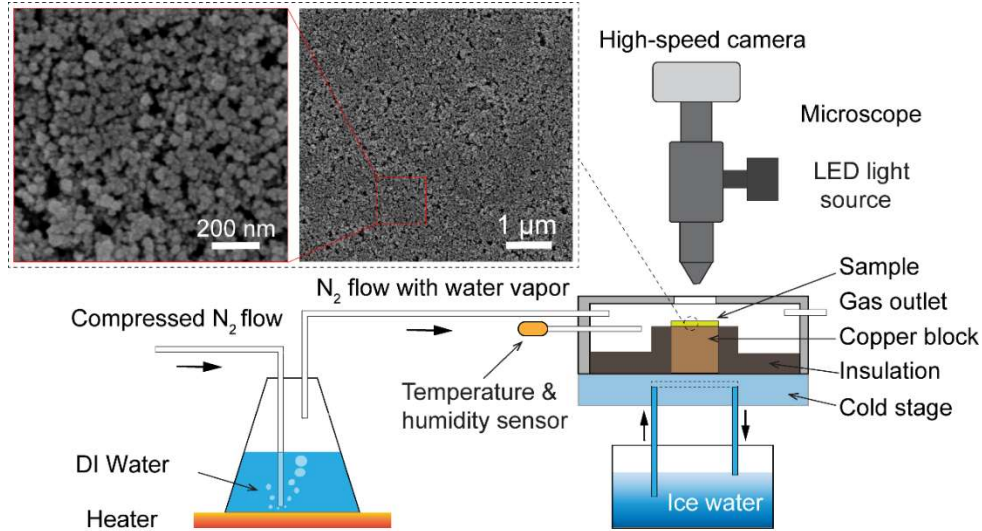 High-speed camera
Microscope
LED light
source
200 nm
1 μm
Sample
Gas outlet
Copper block
Insulation
Cold stage
N₂ flow with water vapor
Compressed N₂ flow
Temperature &
humidity sensor
DI Water
Heater
Ice water